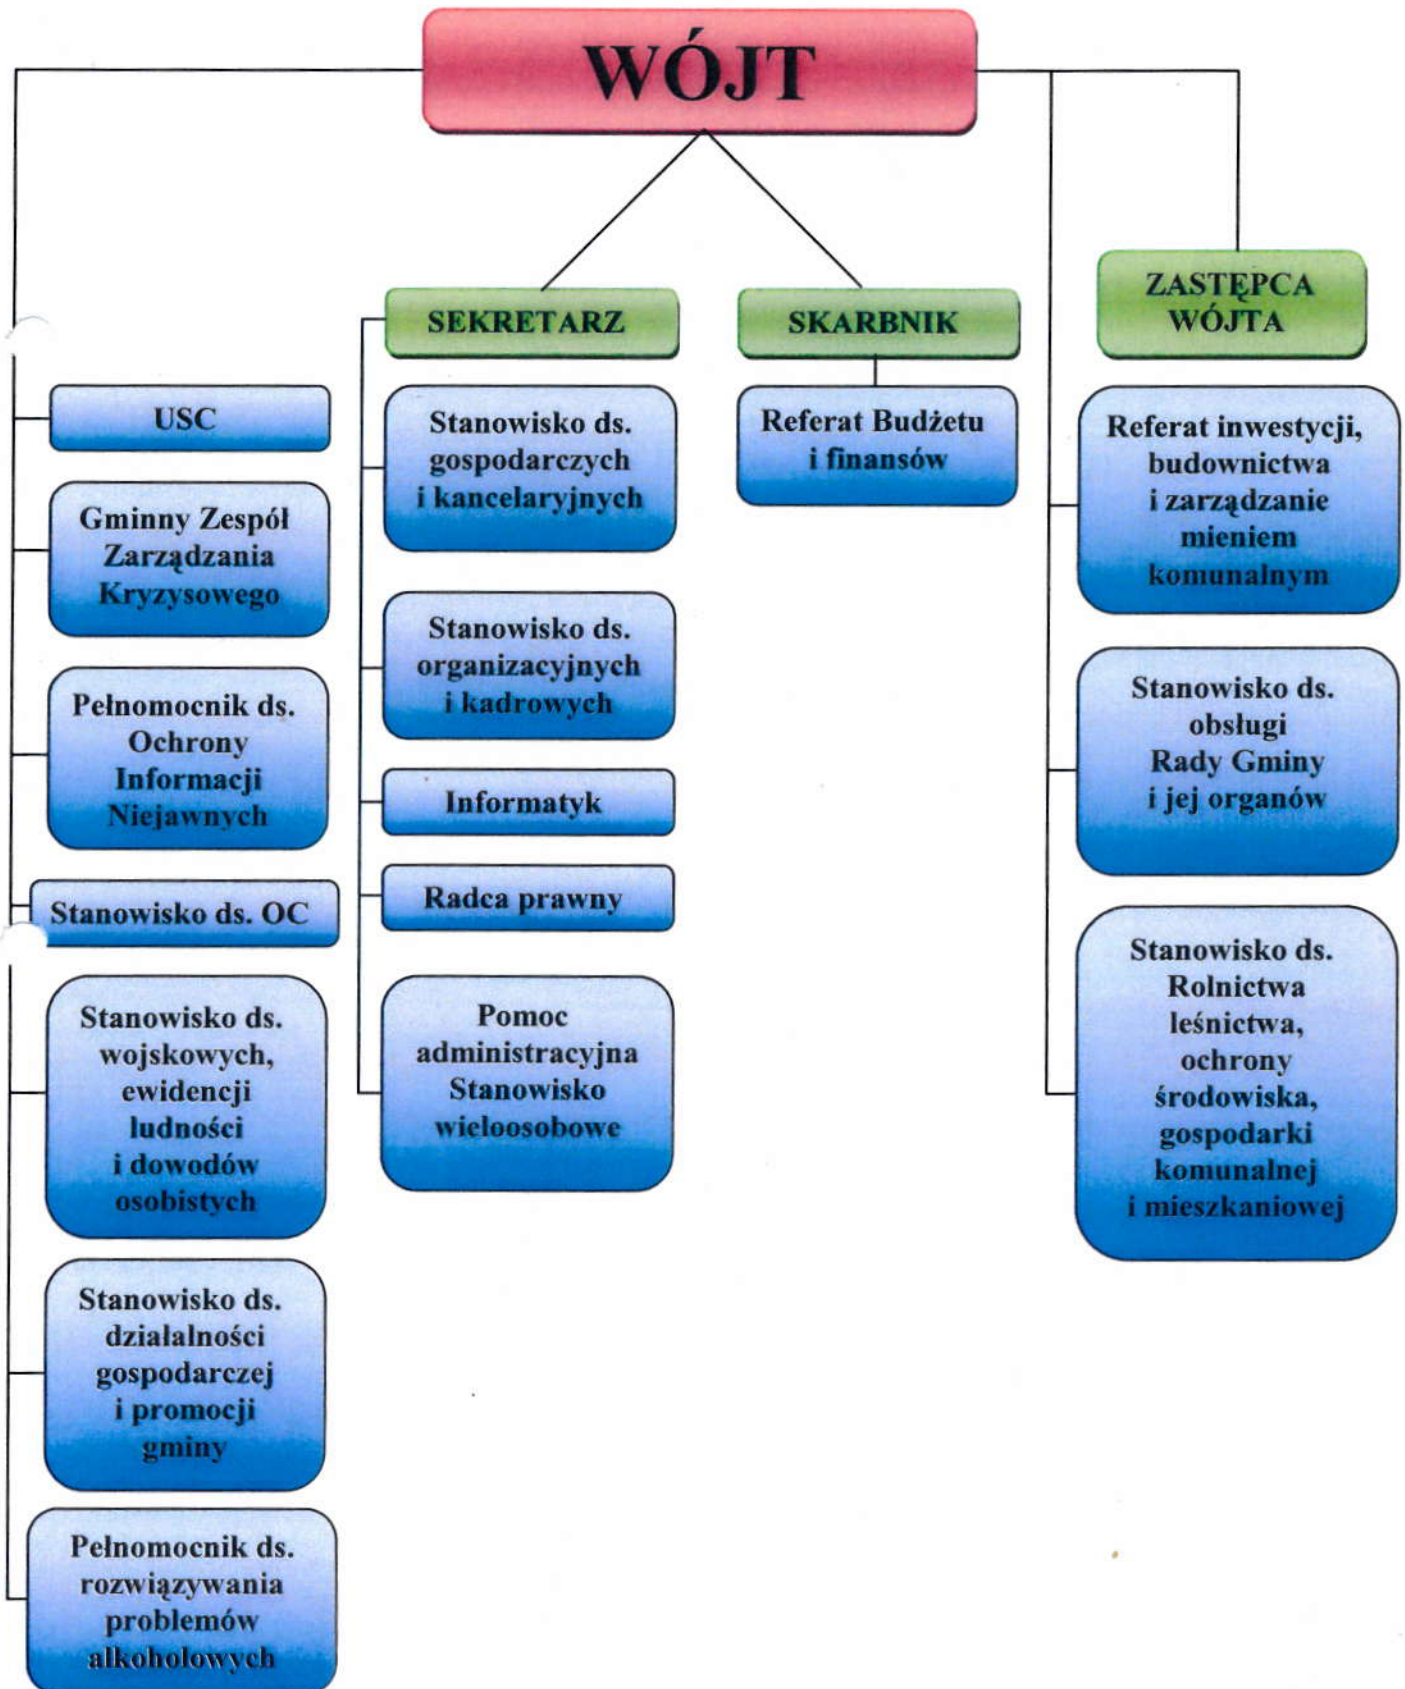 WÓJT
SEKRETARZ
SKARBNIK
ZASTĘPCA
WÓJTA
USC
Gminny Zespół
Zarządzania
Kryzysowego
Pełnomocnik ds.
Ochrony
Informacji
Niejawnych
Stanowisko ds. OC
Stanowisko ds.
wojskowych,
ewidencji
ludności
i dowodów
osobistych
Stanowisko ds.
działalności
gospodarczej
i promocji
gminy
Pełnomocnik ds.
rozwiązywania
problemów
alkoholowych
Stanowisko ds.
gospodarczych
i kancelaryjnych
Stanowisko ds.
organizacyjnych
i kadrowych
Informatyk
Radca prawny
Pomoc
administracyjna
Stanowisko
wieloosobowe
Referat Budżetu
i finansów
Referat inwestycji,
budownictwa
i zarządzanie
mieniem
komunalnym
Stanowisko ds.
obsługi
Rady Gminy
i jej organów
Stanowisko ds.
Rolnictwa
leśnictwa,
ochrony
środowiska,
gospodarki
komunalnej
i mieszkaniowej